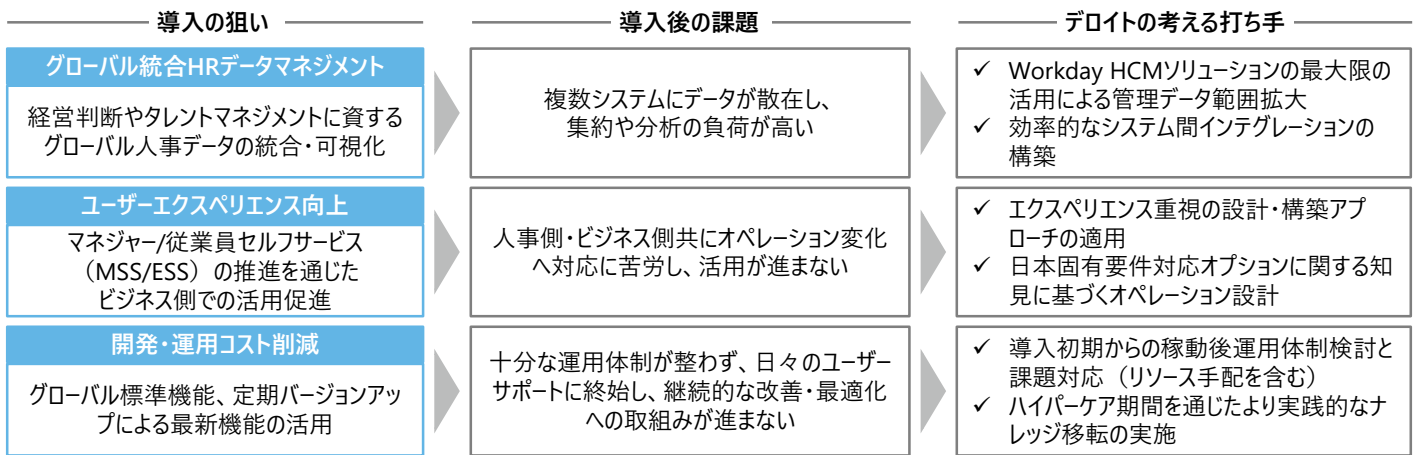 導入の狙い
導入後の課題
デロイトの考える打ち手
グローバル統合HRデータマネジメント
経営判断やタレントマネジメントに資する
グローバル人事データの統合・可視化
複数システムにデータが散在し、
集約や分析の負荷が高い
✓ Workday HCMソリューションの最大限の
活用による管理データ範囲拡大
✓ 効率的なシステム間インテグレーションの
構築
ユーザーエクスペリエンス向上
マネジャー/従業員セルフサービス
（MSS/ESS）の推進を通じた
ビジネス側での活用促進
人事側・ビジネス側共にオペレーション変化
へ対応に苦労し、活用が進まない
✓ エクスペリエンス重視の設計・構築アプ
ローチの適用
✓ 日本固有要件対応オプションに関する知
見に基づくオペレーション設計
開発・運用コスト削減
グローバル標準機能、定期バージョンアッ
プによる最新機能の活用
十分な運用体制が整わず、日々のユーザー
サポートに終始し、継続的な改善・最適化
への取組みが進まない
✓ 導入初期からの稼動後運用体制検討と
課題対応（リソース手配を含む）
✓ ハイパーケア期間を通じたより実践的なナ
レッジ移転の実施